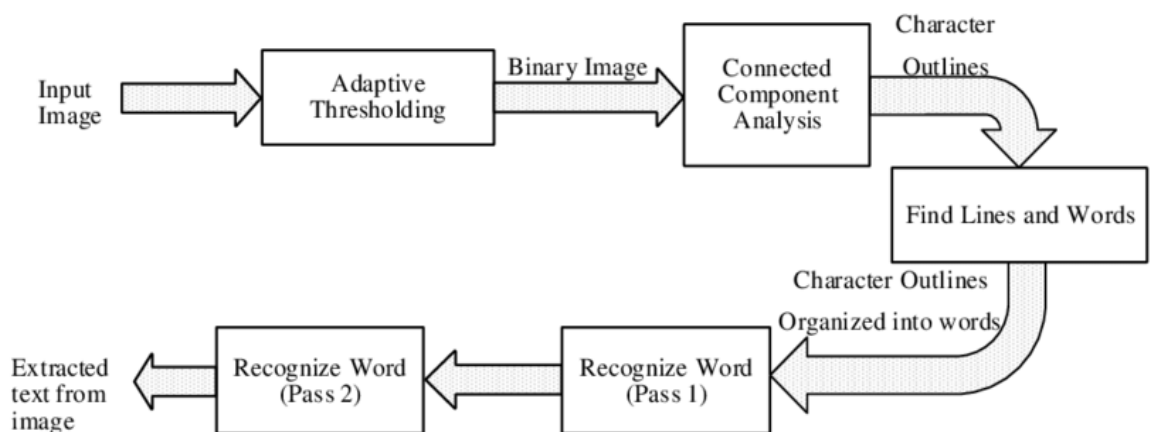 Input
Image
Adaptive
Thresholding
Binary Image
Connected
Component
Analysis
Character
Outlines
Find Lines and Words
Character Outlines
Organized into words
Recognize Word
(Pass 1)
Recognize Word
(Pass 2)
Extracted
text from
image